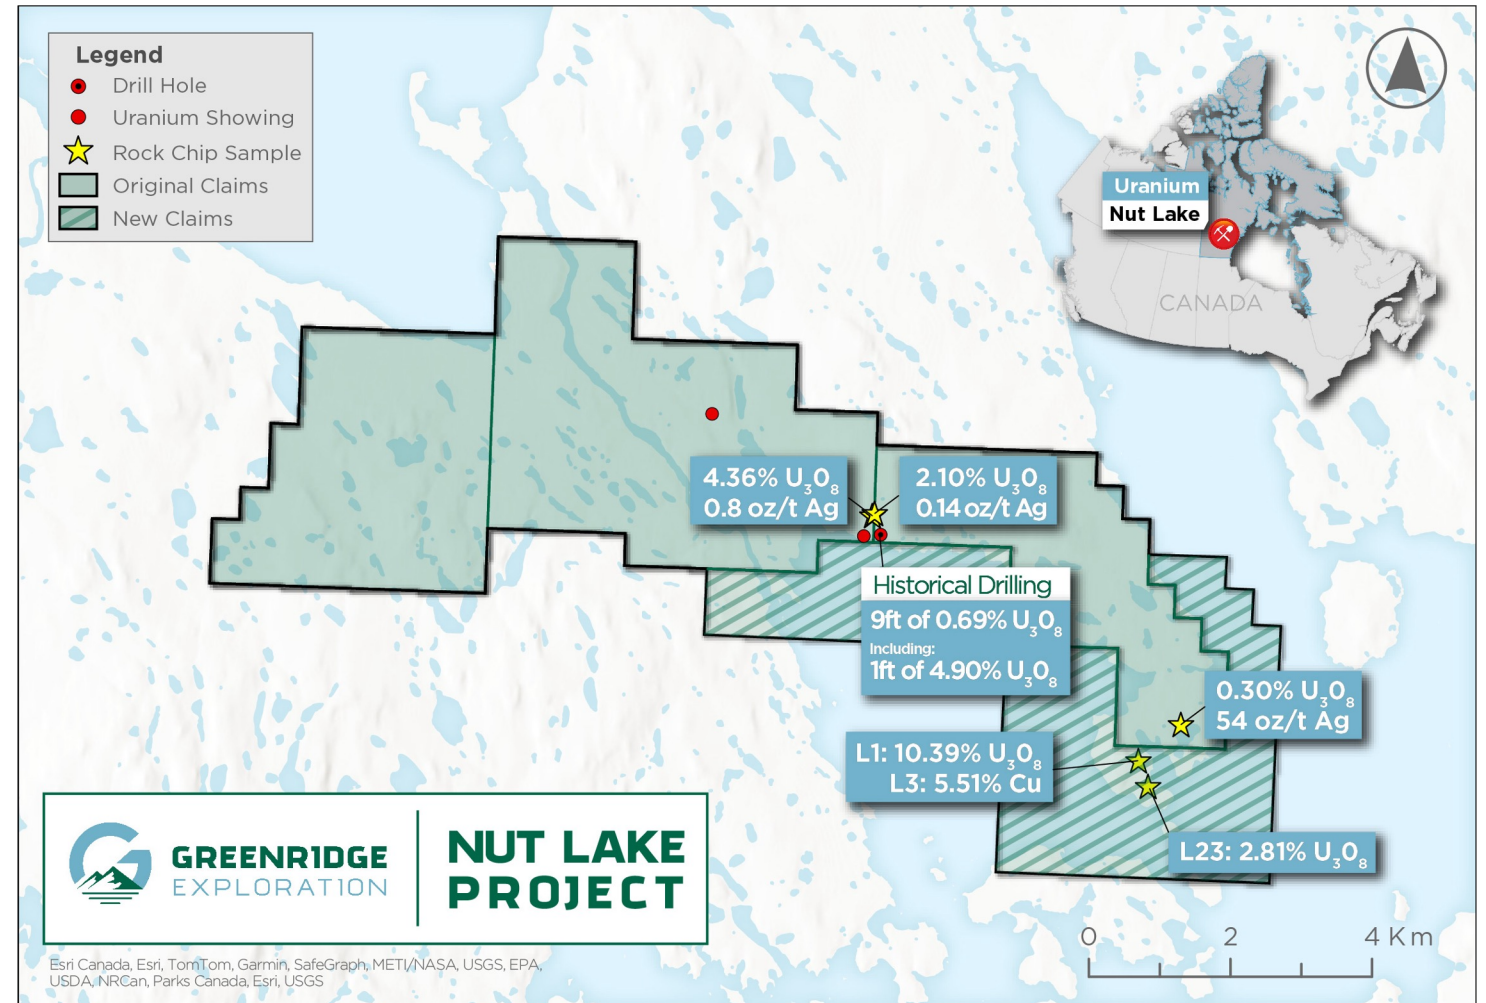 Legend
Drill Hole
Uranium Showing
Rock Chip Sample
Original Claims
New Claims
Uranium
Nut Lake
CANADA
4.36% U₃O₈
0.8 oz/t Ag
2.10% U₃O₈
0.14 oz/t Ag
Historical Drilling
9ft of 0.69% U₃O₈
Including:
1ft of 4.90% U₃O₈
0.30% U₃O₈
54 oz/t Ag
L1: 10.39% U₃O₈
L3: 5.51% Cu
L23: 2.81% U₃O₈
GREENR1DGE
EXPLORAT1ON
NUT LAKE
PROJECT
0 2 4 Km
Esri Canada, Esri, TomTom, Garmin, SafeGraph, METI/NASA, USGS, EPA,
USDA, NRCan, Parks Canada, Esri, USGS